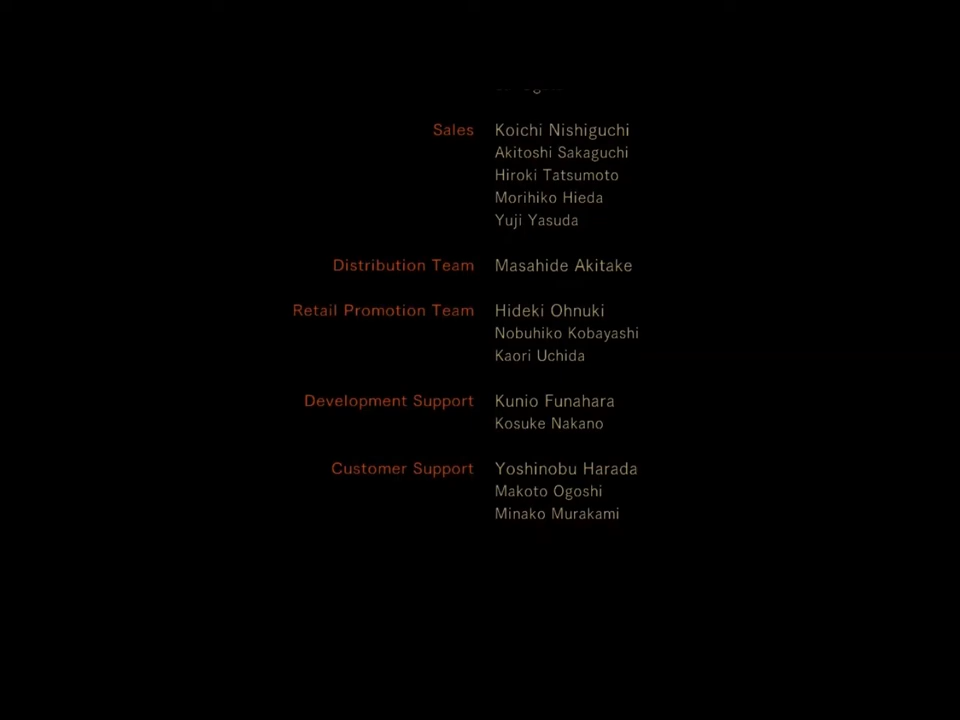 Sales Koichi Nishiguchi
Akitoshi Sakaguchi
Hiroki Tatsumoto
Morihiko Hieda
Yuji Yasuda
Distribution Team Masahide Akitake
Retail Promotion Team Hideki Ohnuki
Nobuhiko Kobayashi
Kaori Uchida
Development Support Kunio Funahara
Kosuke Nakano
Customer Support Yoshinobu Harada
Makoto Ogoshi
Minako Murakami